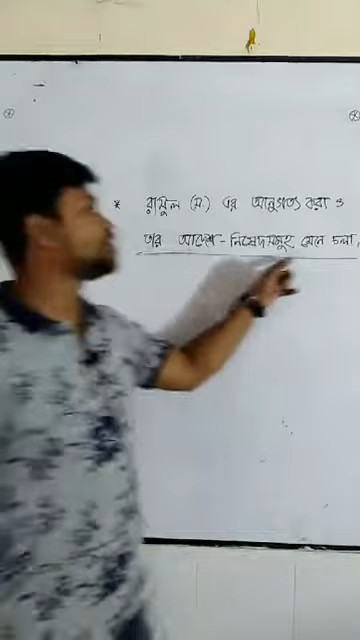 * রাসুল (স.) এর আনুগত্য করা ও
তার আদেশ - নিষেধসমুহ মেনে চলা